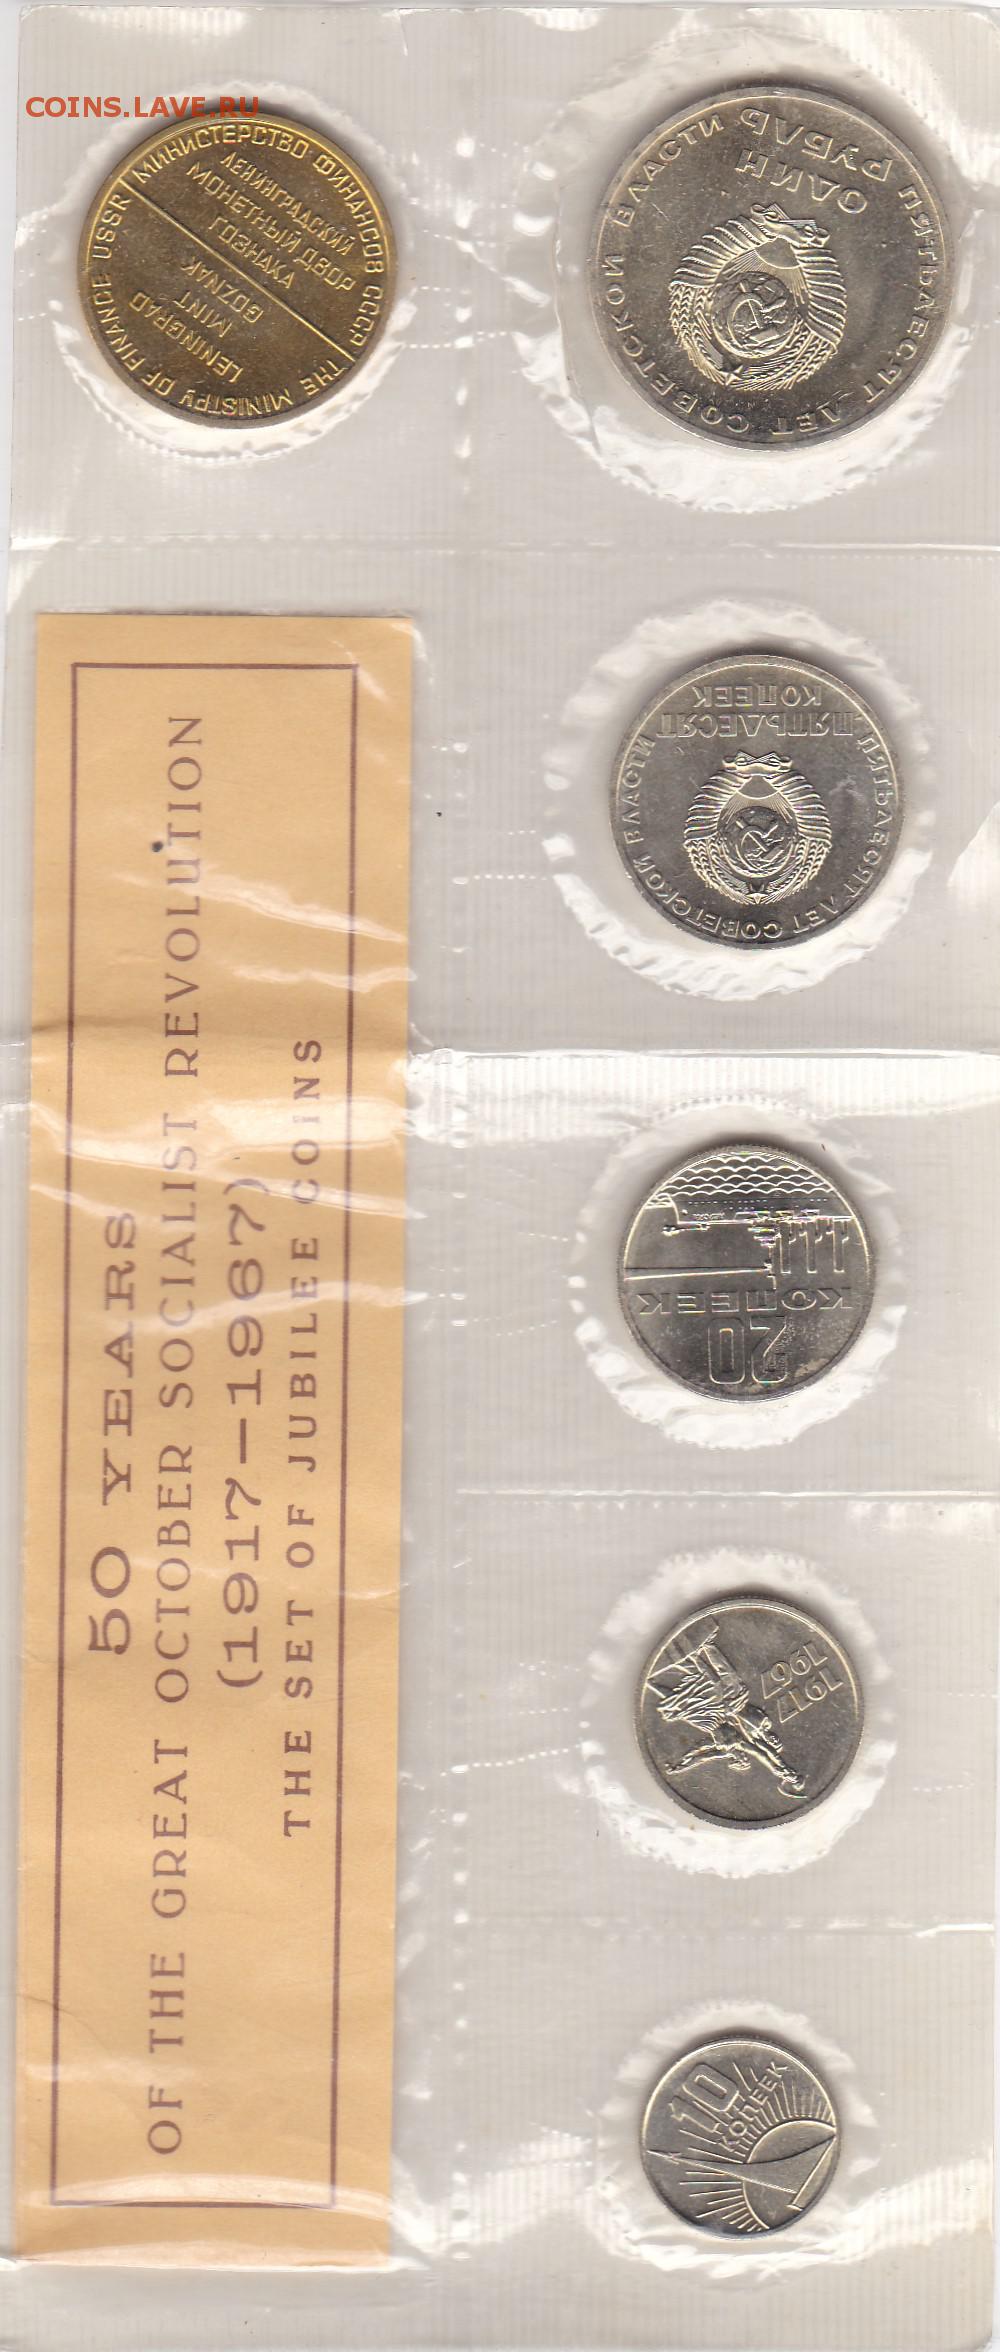 COINS.LAVE.RU
МИНИСТЕРСТВО ФИНАНСОВ СССР
ЛЕНИНГРАДСКИЙ
МОНЕТНЫЙ ДВОР
ГОЗНАКА
GOZNAK
MINT
LENINGRAD
THE MINISTRY OF FINANCE USSR
ОДИН
РУБЛЬ
ПЯТЬДЕСЯТ ЛЕТ СОВЕТСКОЙ ВЛАСТИ
ПЯТЬДЕСЯТ
КОПЕЕК
ПЯТЬДЕСЯТ ЛЕТ СОВЕТСКОЙ ВЛАСТИ
50 YEARS
OF THE GREAT OCTOBER SOCIALIST REVOLUTION
(1917—1967)
THE SET OF JUBILEE COINS
20
КОПЕЕК
1917
1967
10
КОПЕЕК